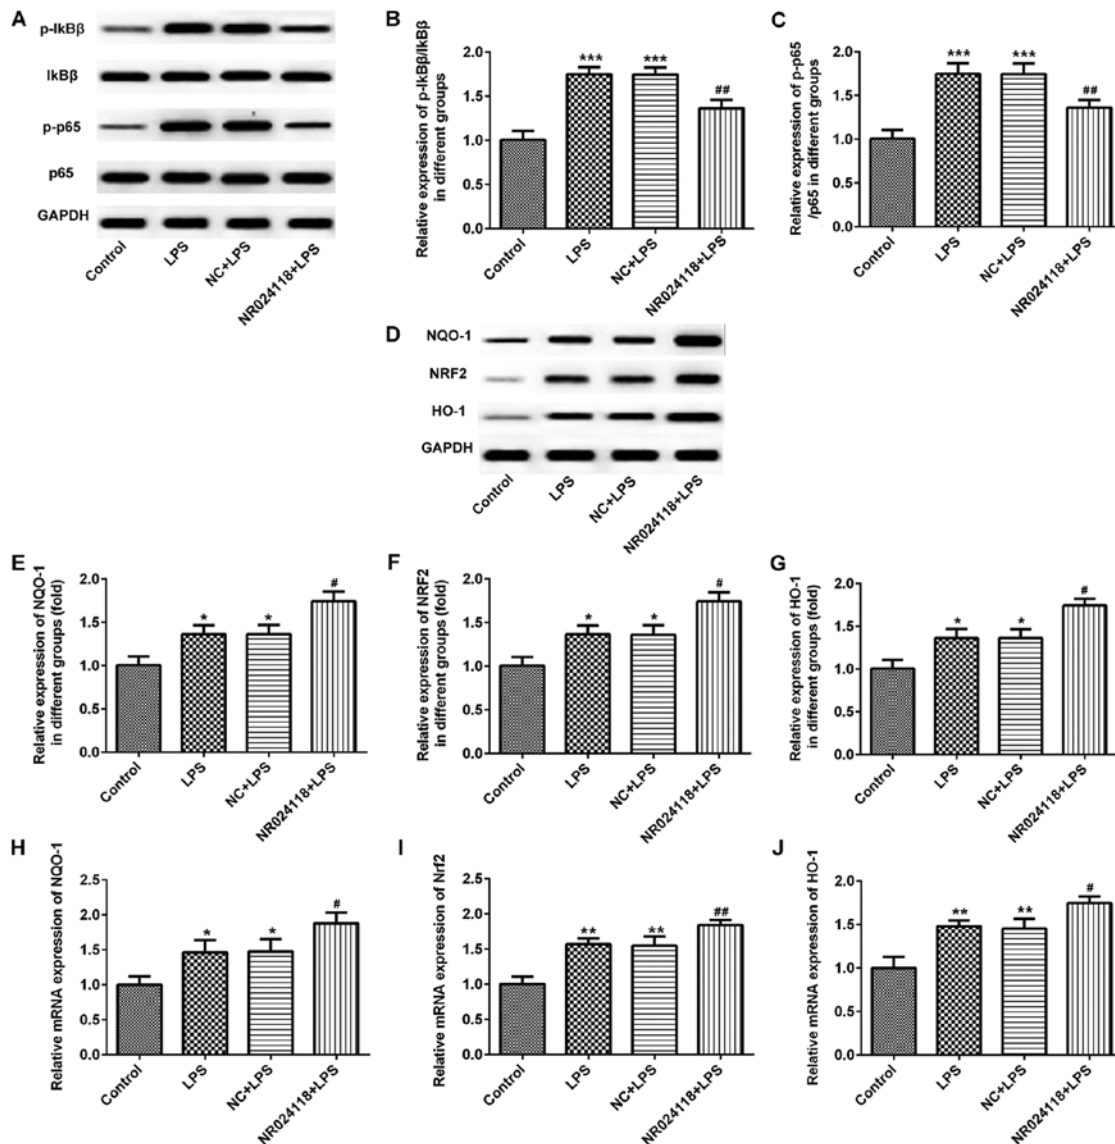 A
p-IkBβ
IkBβ
p-p65
p65
GAPDH
Control
LPS
NC+LPS
NR024118+LPS
B
Relative expression of p-IkBβ/IkBβ
in different groups
2.0
1.5
1.0
0.5
0.0
***
***
##
Control
LPS
NC+LPS
NR024118+LPS
C
Relative expression of p-p65
/p65 in different groups
2.0
1.5
1.0
0.5
0.0
***
***
##
Control
LPS
NC+LPS
NR024118+LPS
D
NQO-1
NRF2
HO-1
GAPDH
Control
LPS
NC+LPS
NR024118+LPS
E
Relative expression of NQO-1
in different groups (fold)
2.0
1.5
1.0
0.5
0.0
*
*
#
Control
LPS
NC+LPS
NR024118+LPS
F
Relative expression of NRF2
in different groups (fold)
2.0
1.5
1.0
0.5
0.0
*
*
#
Control
LPS
NC+LPS
NR024118+LPS
G
Relative expression of HO-1
in different groups (fold)
2.0
1.5
1.0
0.5
0.0
*
*
#
Control
LPS
NC+LPS
NR024118+LPS
H
Relative mRNA expression of NQO-1
2.5
2.0
1.5
1.0
0.5
0.0
*
*
#
Control
LPS
NC+LPS
NR024118+LPS
I
Relative mRNA expression of Nrf2
2.5
2.0
1.5
1.0
0.5
0.0
**
**
##
Control
LPS
NC+LPS
NR024118+LPS
J
Relative mRNA expression of HO-1
2.0
1.5
1.0
0.5
0.0
**
**
#
Control
LPS
NC+LPS
NR024118+LPS